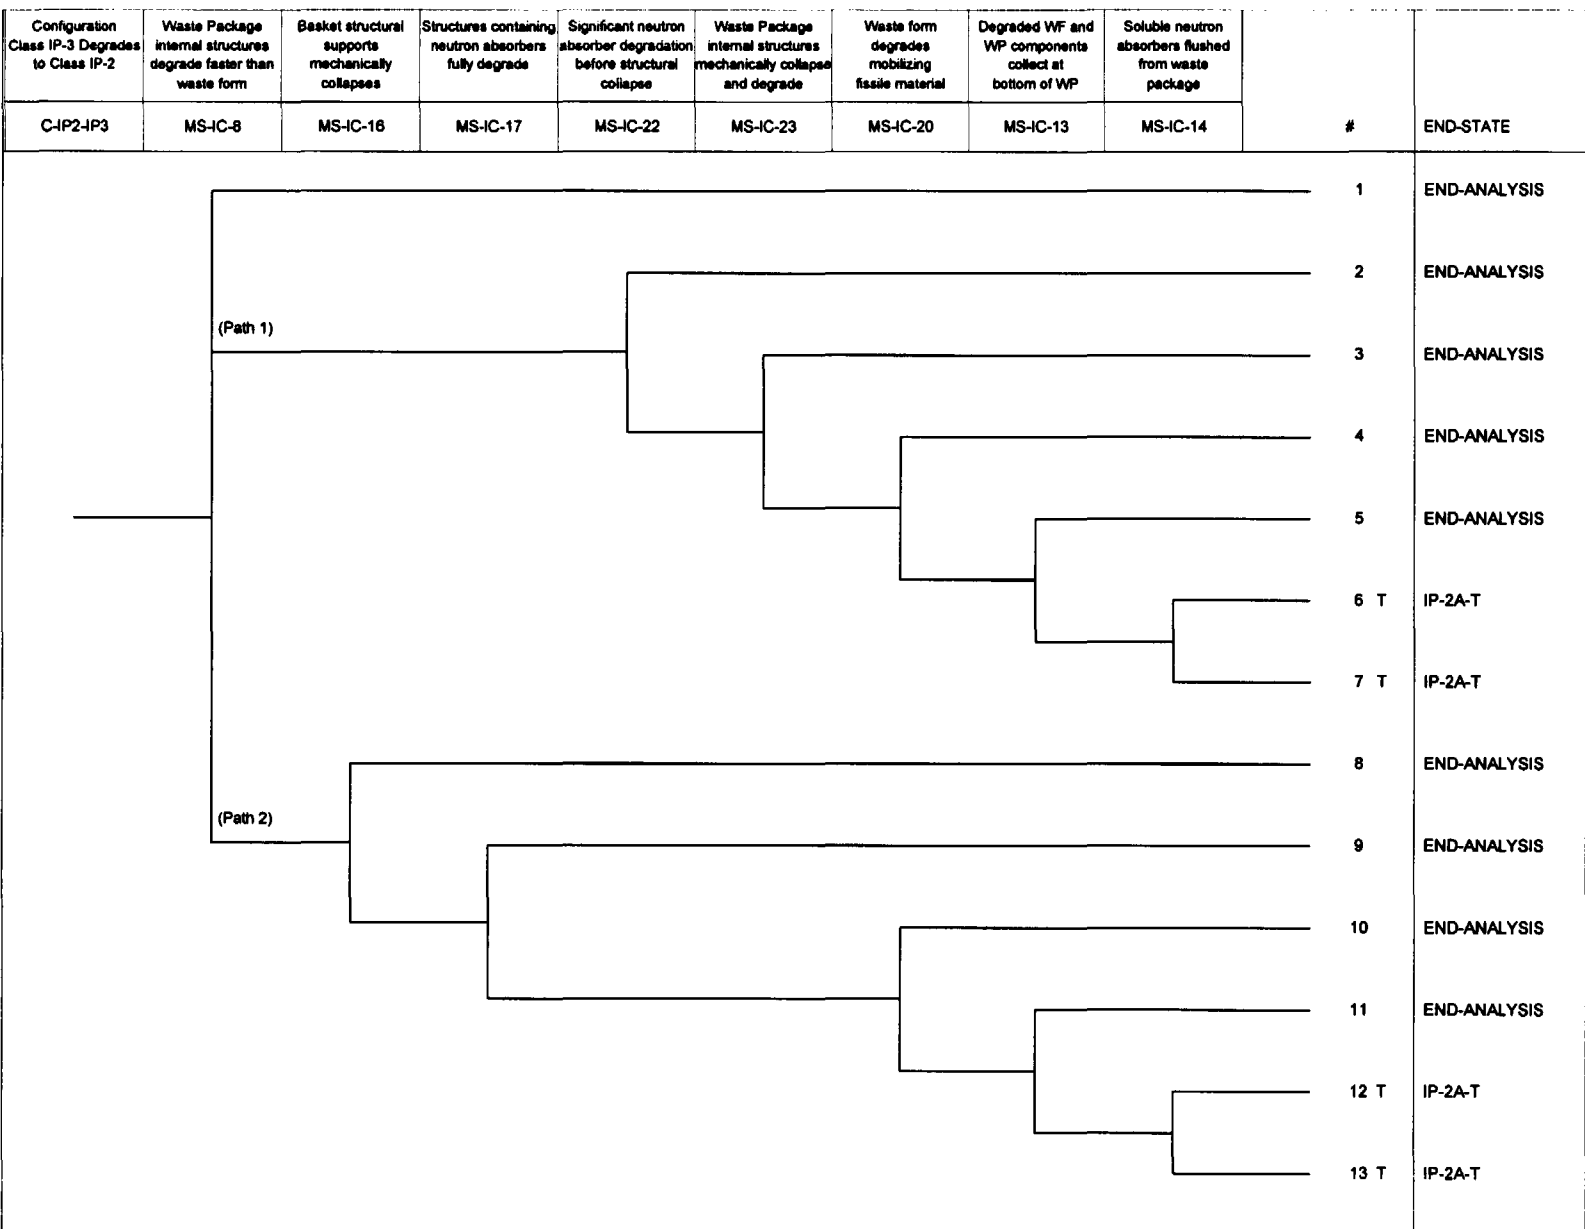 Configuration
Class IP-3 Degrades
to Class IP-2
Waste Package
internal structures
degrade faster than
waste form
Basket structural
supports
mechanically
collapses
Structures containing
neutron absorbers
fully degrade
Significant neutron
absorber degradation
before structural
collapse
Waste Package
internal structures
mechanically collapse
and degrade
Waste form
degrades
mobilizing
fissile material
Degraded WF and
WP components
collect at
bottom of WP
Soluble neutron
absorbers flushed
from waste
package
C-IP2-IP3
MS-IC-8
MS-IC-16
MS-IC-17
MS-IC-22
MS-IC-23
MS-IC-20
MS-IC-13
MS-IC-14
#
END-STATE
1 END-ANALYSIS
2 END-ANALYSIS
(Path 1)
3 END-ANALYSIS
4 END-ANALYSIS
5 END-ANALYSIS
6 T IP-2A-T
7 T IP-2A-T
8 END-ANALYSIS
(Path 2)
9 END-ANALYSIS
10 END-ANALYSIS
11 END-ANALYSIS
12 T IP-2A-T
13 T IP-2A-T